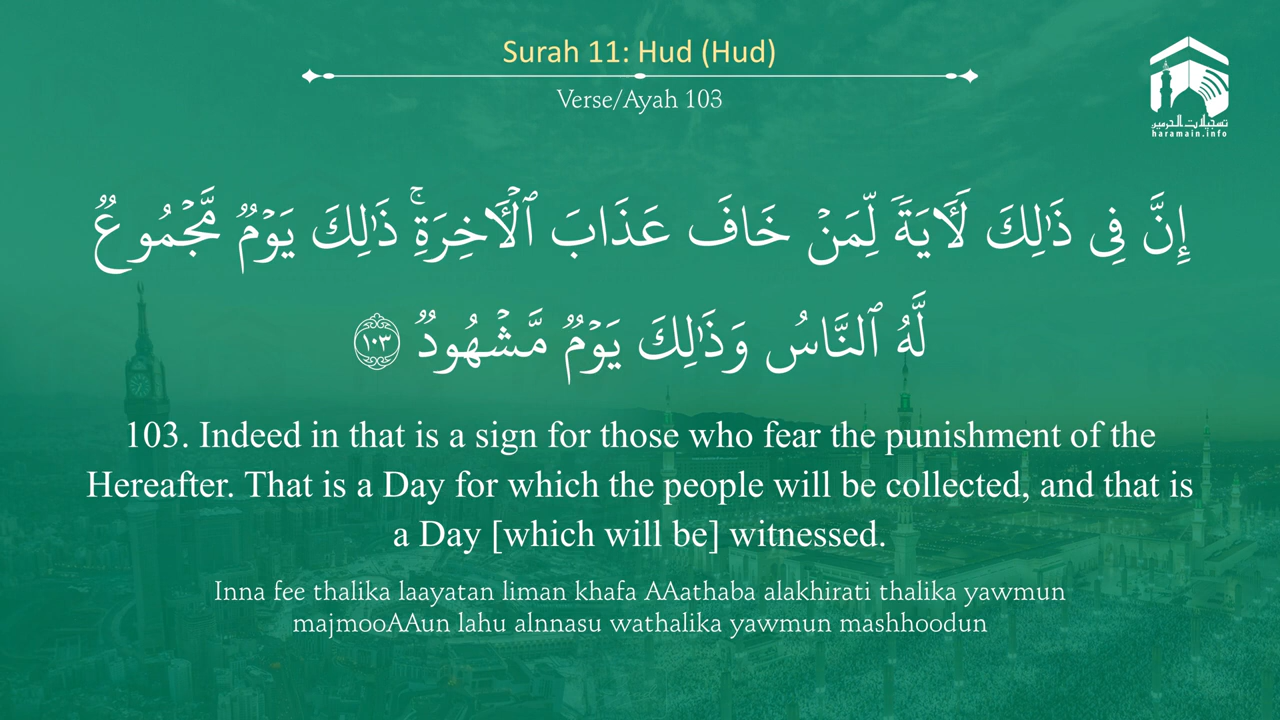 Surah 11: Hud (Hud)
Verse/Ayah 103
تسجيلات الحرمين
haramain.info
إِنَّ فِى ذَٰلِكَ لَـَٔايَةً لِّمَنْ خَافَ عَذَابَ ٱلْـَٔاخِرَةِ ۚ ذَٰلِكَ يَوْمٌ مَّجْمُوعٌ
لَّهُ ٱلنَّاسُ وَذَٰلِكَ يَوْمٌ مَّشْهُودٌ ١٠٣
103. Indeed in that is a sign for those who fear the punishment of the
Hereafter. That is a Day for which the people will be collected, and that is
a Day [which will be] witnessed.
Inna fee thalika laayatan liman khafa AAathaba alakhirati thalika yawmun
majmooAAun lahu alnnasu wathalika yawmun mashhoodun